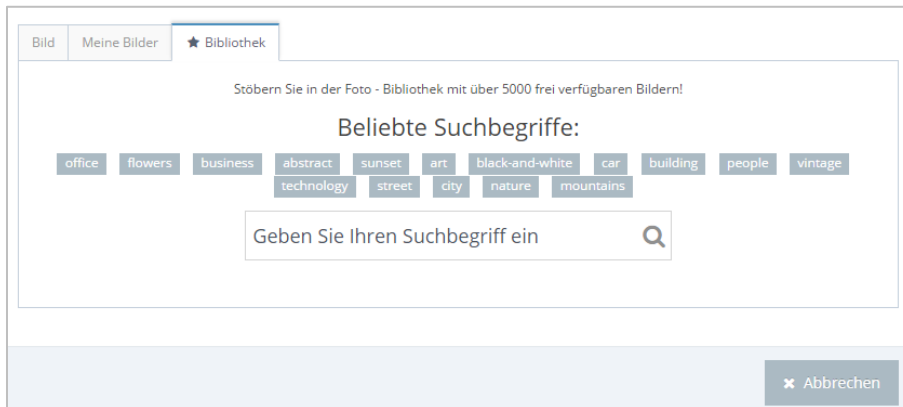 Bild Meine Bilder Bibliothek
Stöbern Sie in der Foto - Bibliothek mit über 5000 frei verfügbaren Bildern!
Beliebte Suchbegriffe:
office flowers business abstract sunset art black-and-white car building people vintage
technology street city nature mountains
Geben Sie Ihren Suchbegriff ein
Abbrechen